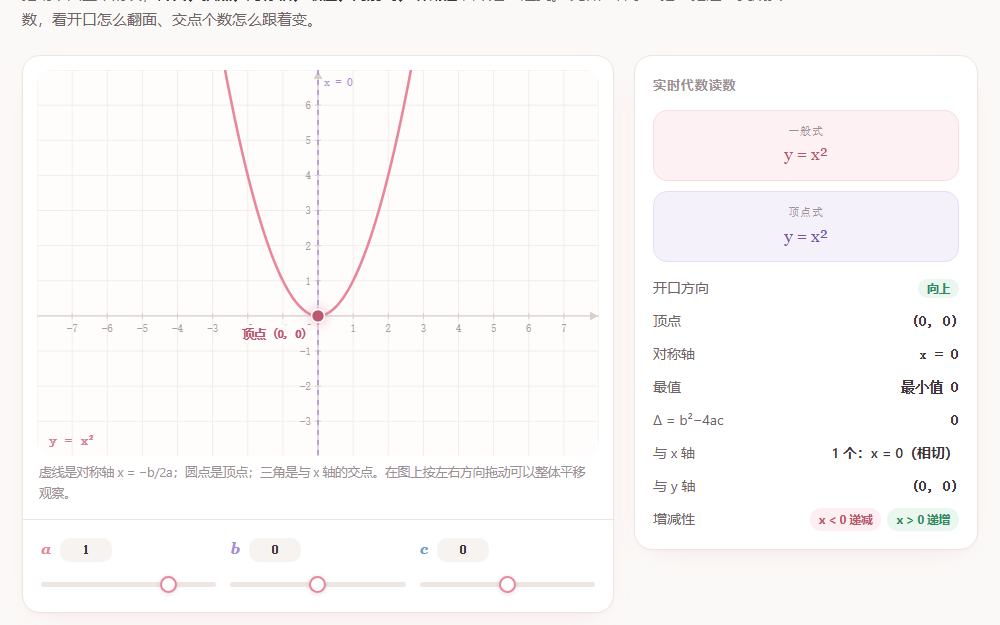 数，看开口怎么翻面、交点个数怎么跟着变。
x = 0
6
5
4
3
2
1
−7 −6 −5 −4 −3 1 2 3 4 5 6 7
顶点（0, 0）
−1
−2
−3
y = x²
虚线是对称轴 x = −b/2a；圆点是顶点；三角是与 x 轴的交点。在图上按左右方向拖动可以整体平移
观察。
a 1 b 0 c 0
实时代数读数
一般式
y = x²
顶点式
y = x²
开口方向 向上
顶点 (0, 0)
对称轴 x = 0
最值 最小值 0
Δ = b²−4ac 0
与 x 轴 1 个：x = 0（相切）
与 y 轴 (0, 0)
增减性 x < 0 递减 x > 0 递增